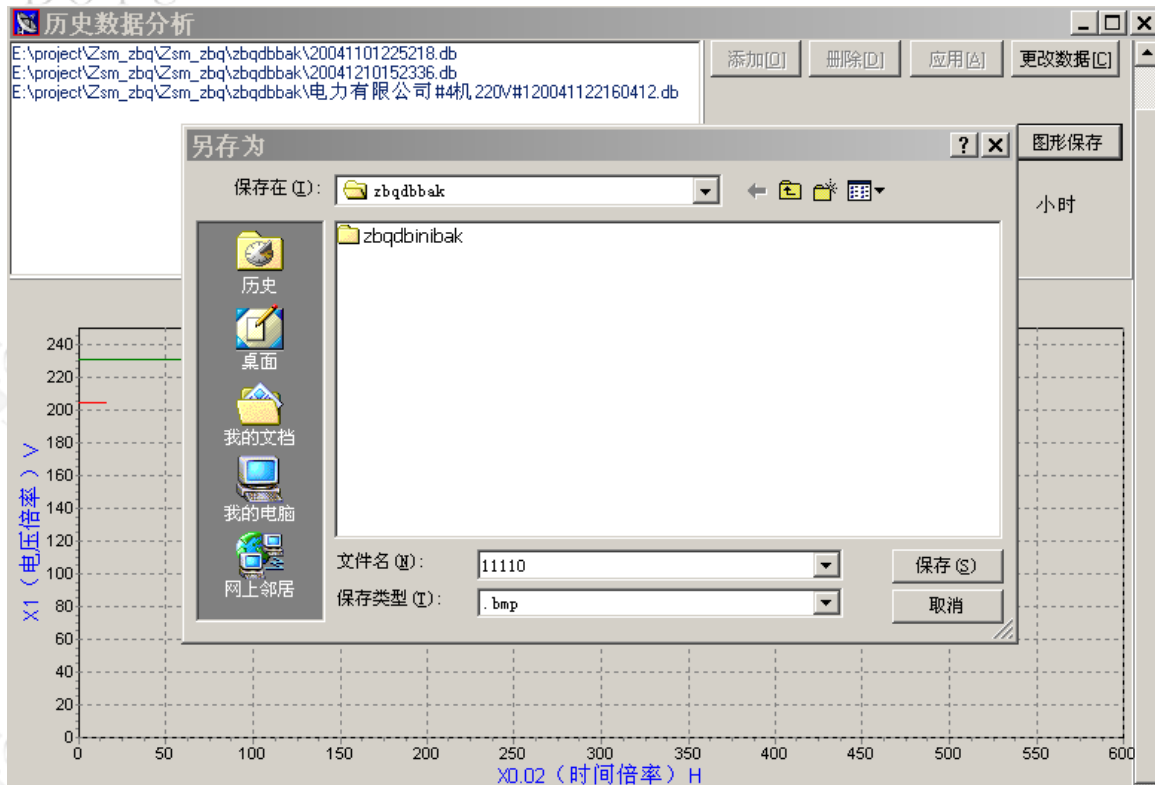 历史数据分析
E:\project\Zsm_zbq\Zsm_zbq\zbqdbbak\20041101225218.db
E:\project\Zsm_zbq\Zsm_zbq\zbqdbbak\20041210152336.db
E:\project\Zsm_zbq\Zsm_zbq\zbqdbbak\电力有限公司#4机220V#120041122160412.db
添加[O] 删除[D] 应用[A] 更改数据[C]
图形保存
小时
另存为
保存在(I): zbqdbbak
zbqdbinibak
历史
桌面
我的文档
我的电脑
网上邻居
文件名(N): 11110 保存(S)
保存类型(T): .bmp 取消
X1（电压倍率）V
240
220
200
180
160
140
120
100
80
60
40
20
0
0 50 100 150 200 250 300 350 400 450 500 550 600
X0.02（时间倍率）H